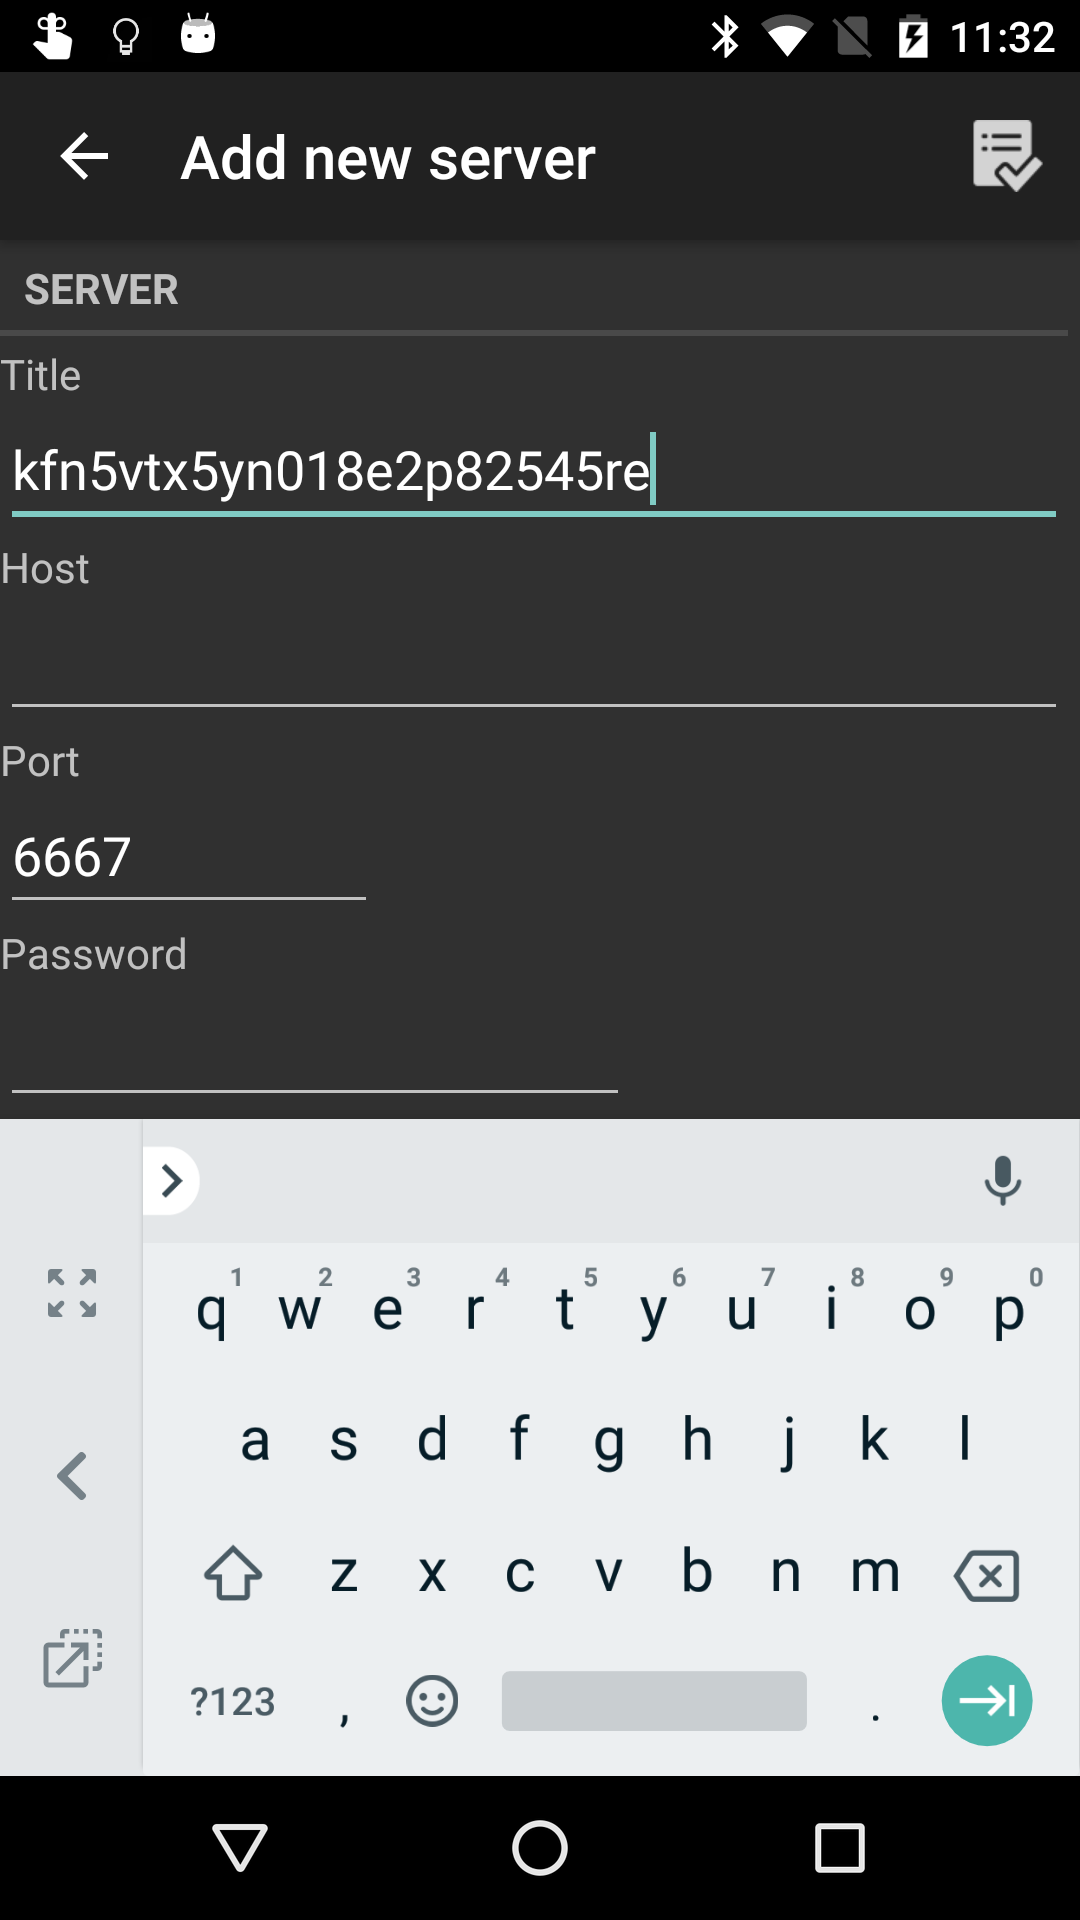 11:32
Add new server
SERVER
Title
kfn5vtx5yn018e2p82545re
Host
Port
6667
Password
1 2 3 4 5 6 7 8 9 0
q w e r t y u i o p
a s d f g h j k l
z x c v b n m
?123 , .